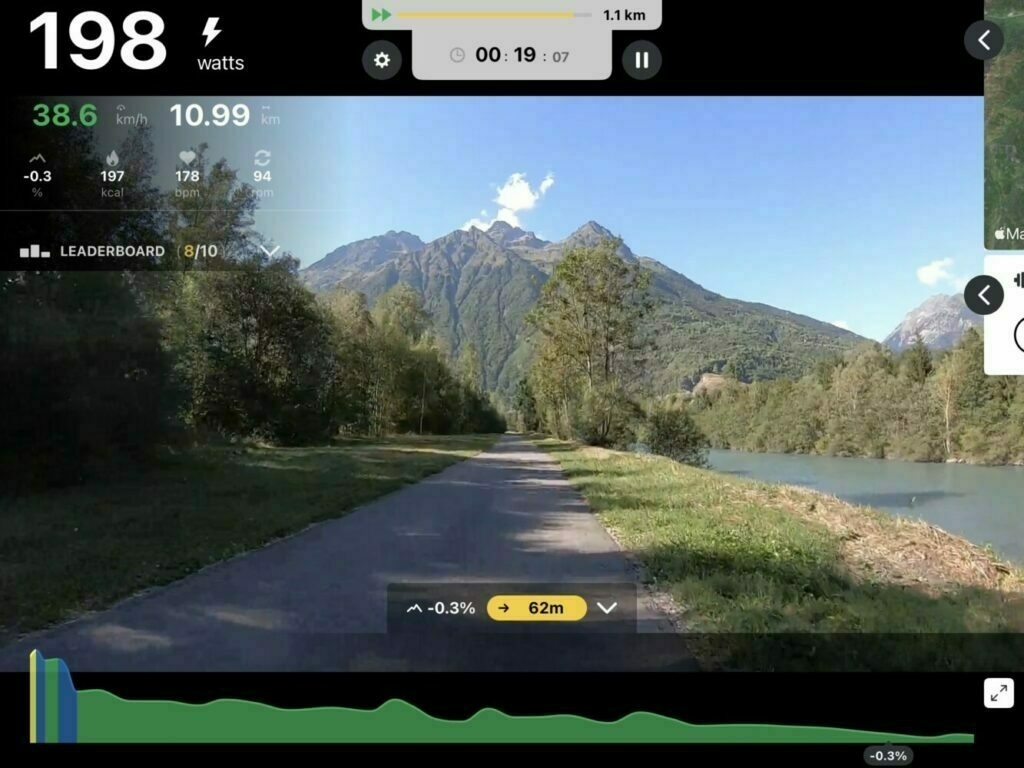 198
watts
1.1 km
00 : 19 : 07
38.6 km/h 10.99 km
-0.3 197 178 94
% kcal bpm rpm
LEADERBOARD 8/10
-0.3% 62m
-0.3%